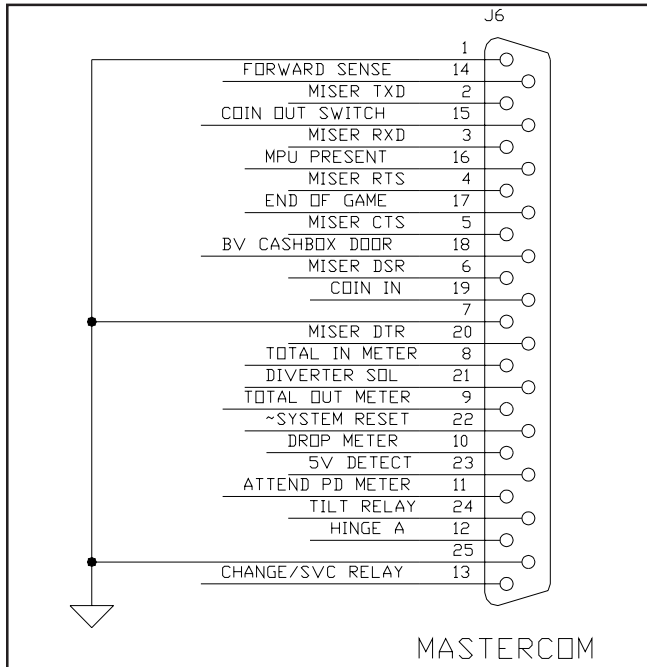 J6
1
FORWARD SENSE 14
MISER TXD 2
COIN OUT SWITCH 15
MISER RXD 3
MPU PRESENT 16
MISER RTS 4
END OF GAME 17
MISER CTS 5
BV CASHBOX DOOR 18
MISER DSR 6
COIN IN 19
7
MISER DTR 20
TOTAL IN METER 8
DIVERTER SOL 21
TOTAL OUT METER 9
~SYSTEM RESET 22
DROP METER 10
5V DETECT 23
ATTEND PD METER 11
TILT RELAY 24
HINGE A 12
25
CHANGE/SVC RELAY 13
MASTERCOM